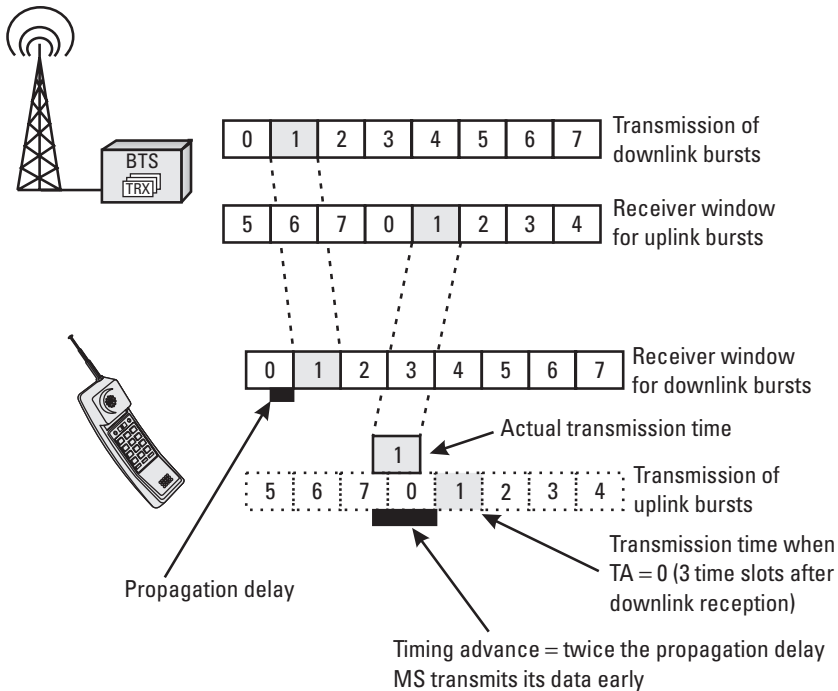 0 1 2 3 4 5 6 7
Transmission of
downlink bursts
BTS
TRX
5 6 7 0 1 2 3 4
Receiver window
for uplink bursts
0 1 2 3 4 5 6 7
Receiver window
for downlink bursts
Actual transmission time
1
5 6 7 0 1 2 3 4
Transmission of
uplink bursts
Propagation delay
Transmission time when
TA = 0 (3 time slots after
downlink reception)
Timing advance = twice the propagation delay
MS transmits its data early